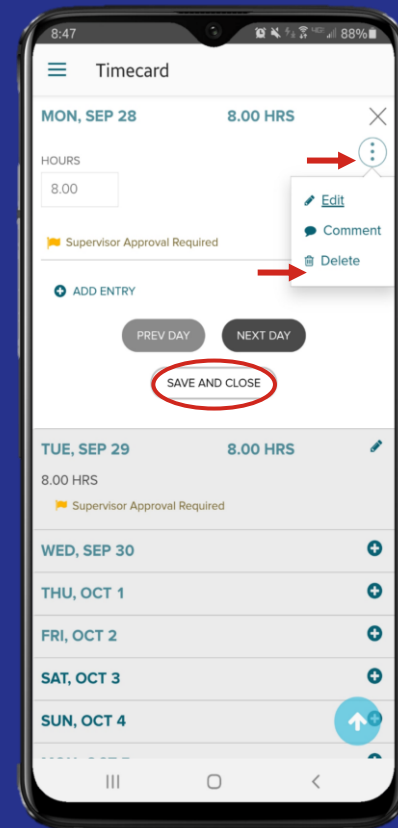 8:47 88%
Timecard
MON, SEP 28 8.00 HRS
HOURS
8.00
Edit
Comment
Supervisor Approval Required
Delete
ADD ENTRY
PREV DAY NEXT DAY
SAVE AND CLOSE
TUE, SEP 29 8.00 HRS
8.00 HRS
Supervisor Approval Required
WED, SEP 30
THU, OCT 1
FRI, OCT 2
SAT, OCT 3
SUN, OCT 4